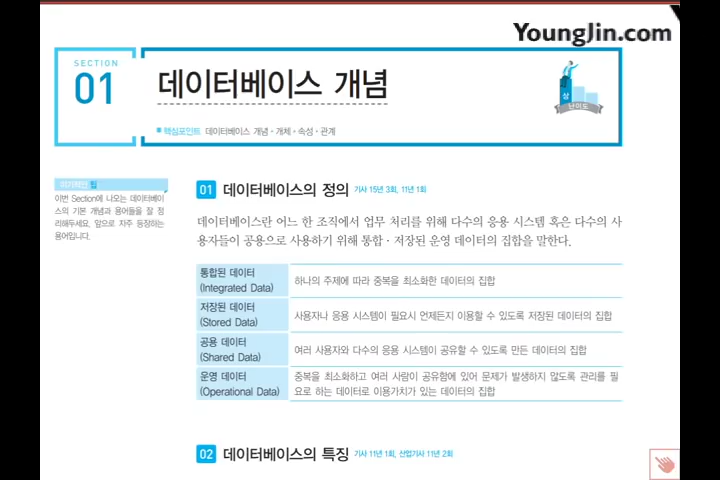 YoungJin.com
SECTION
01
데이터베이스 개념
상
난이도
핵심포인트 데이터베이스 개념・개체・속성・관계
이번 Section에 나오는 데이터베이
스의 기본 개념과 용어들을 잘 정
리해두세요. 앞으로 자주 등장하는
용어입니다.
01 데이터베이스의 정의 기사 15년 3회, 11년 1회
데이터베이스란 어느 한 조직에서 업무 처리를 위해 다수의 응용 시스템 혹은 다수의 사
용자들이 공용으로 사용하기 위해 통합・저장된 운영 데이터의 집합을 말한다.
통합된 데이터
(Integrated Data)
하나의 주제에 따라 중복을 최소화한 데이터의 집합
저장된 데이터
(Stored Data)
사용자나 응용 시스템이 필요시 언제든지 이용할 수 있도록 저장된 데이터의 집합
공용 데이터
(Shared Data)
여러 사용자와 다수의 응용 시스템이 공유할 수 있도록 만든 데이터의 집합
운영 데이터
(Operational Data)
중복을 최소화하고 여러 사람이 공유함에 있어 문제가 발생하지 않도록 관리를 필
요로 하는 데이터로 이용가치가 있는 데이터의 집합
02 데이터베이스의 특징 기사 11년 1회, 산업기사 11년 2회